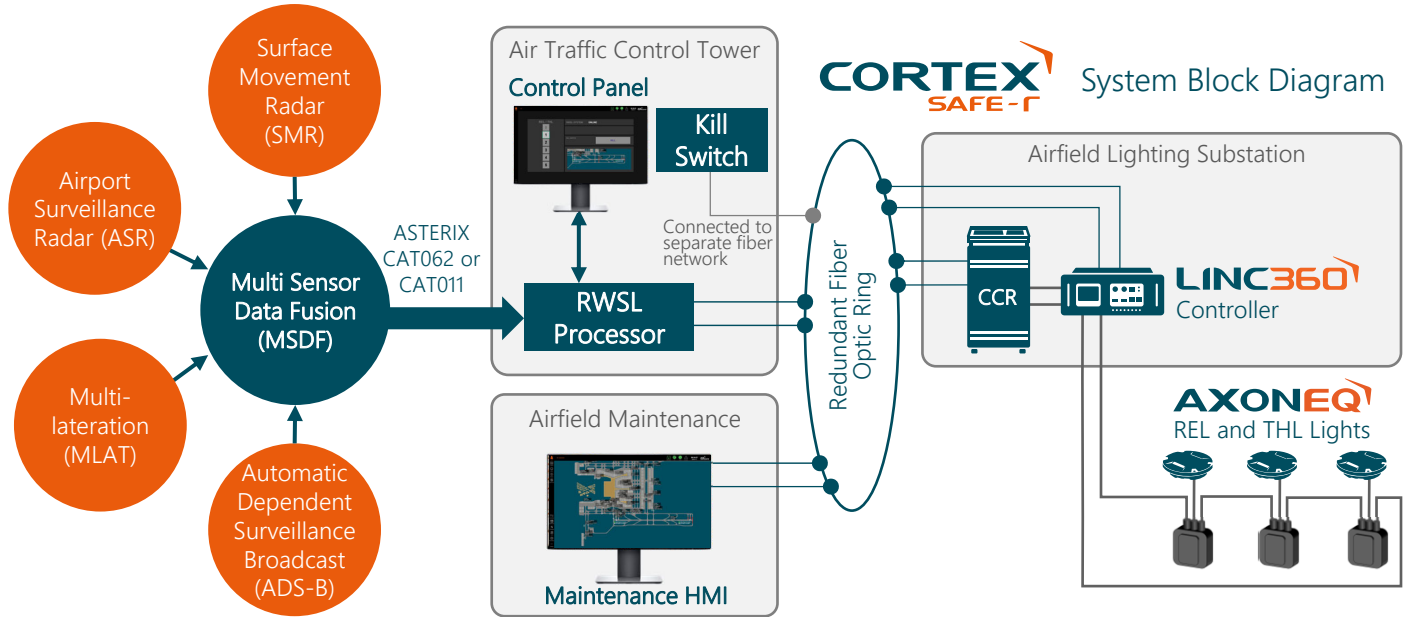 Surface
Movement
Radar
(SMR)
Airport
Surveillance
Radar (ASR)
Multi-
lateration
(MLAT)
Automatic
Dependent
Surveillance
Broadcast
(ADS-B)
Multi Sensor
Data Fusion
(MSDF)
ASTERIX
CAT062 or
CAT011
Air Traffic Control Tower
Control Panel
Kill
Switch
Connected to
separate fiber
network
RWSL
Processor
Airfield Maintenance
Maintenance HMI
Redundant Fiber
Optic Ring
CORTEX
SAFE-r
System Block Diagram
Airfield Lighting Substation
CCR
LINC360
Controller
AXONEQ
REL and THL Lights